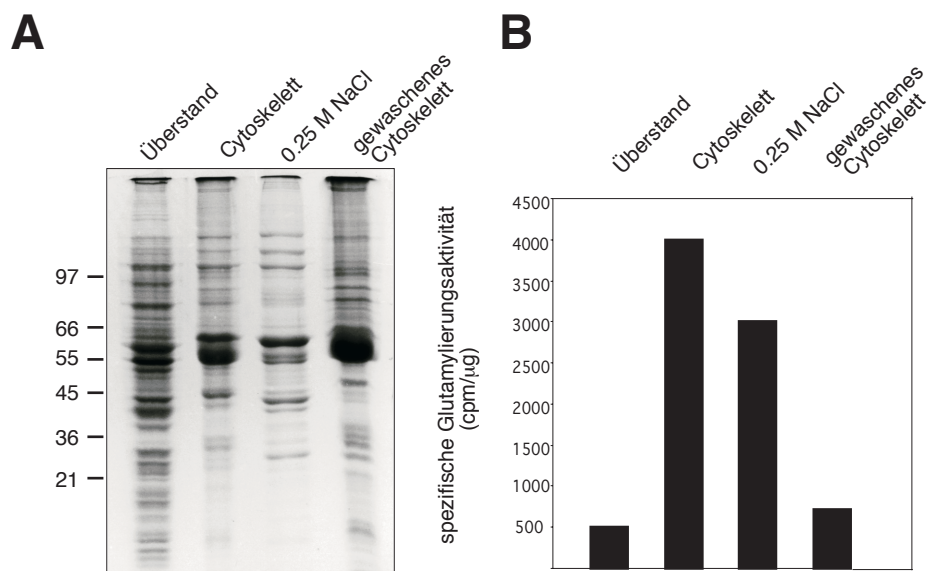 A
Überstand
Cytoskelett
0.25 M NaCl
gewaschenes
Cytoskelett
97
66
55
45
36
21
B
Überstand
Cytoskelett
0.25 M NaCl
gewaschenes
Cytoskelett
spezifische Glutamylierungsaktivität
(cpm/µg)
4500
4000
3500
3000
2500
2000
1500
1000
500